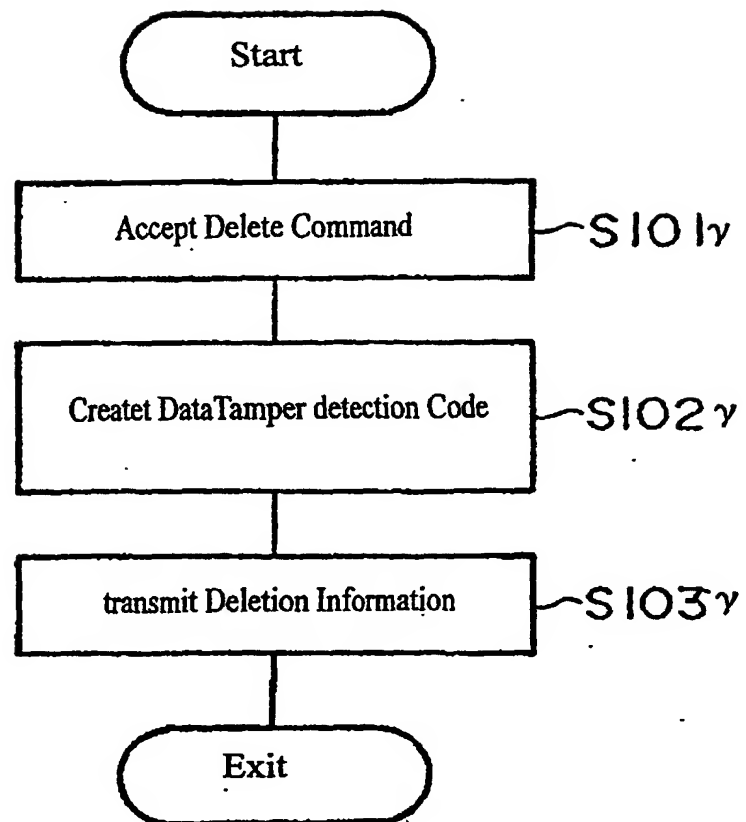 Start
Accept Delete Command
S101γ
Createt DataTamper detection Code
S102γ
transmit Deletion Information
S103γ
Exit